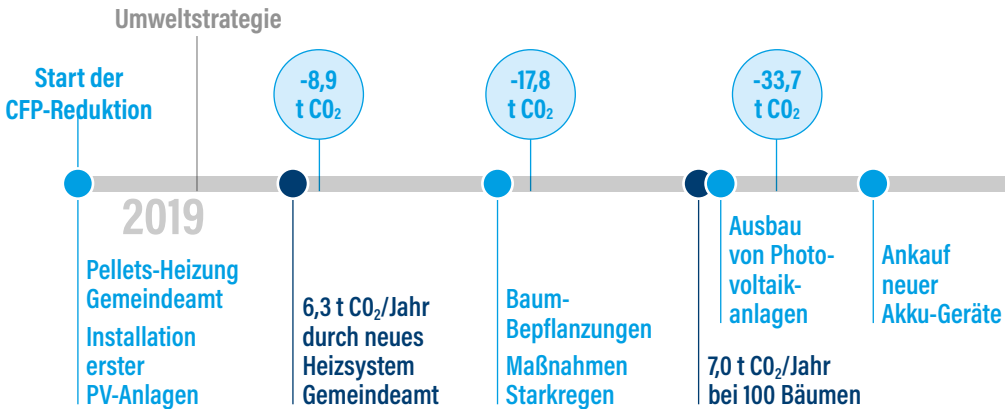 Umweltstrategie
Start der
CFP-Reduktion
-8,9
t CO₂
-17,8
t CO₂
-33,7
t CO₂
2019
Pellets-Heizung
Gemeindeamt
Installation
erster
PV-Anlagen
6,3 t CO₂/Jahr
durch neues
Heizsystem
Gemeindeamt
Baum-
Bepflanzungen
Maßnahmen
Starkregen
Ausbau
von Photo-
voltaik-
anlagen
7,0 t CO₂/Jahr
bei 100 Bäumen
Ankauf
neuer
Akku-Geräte